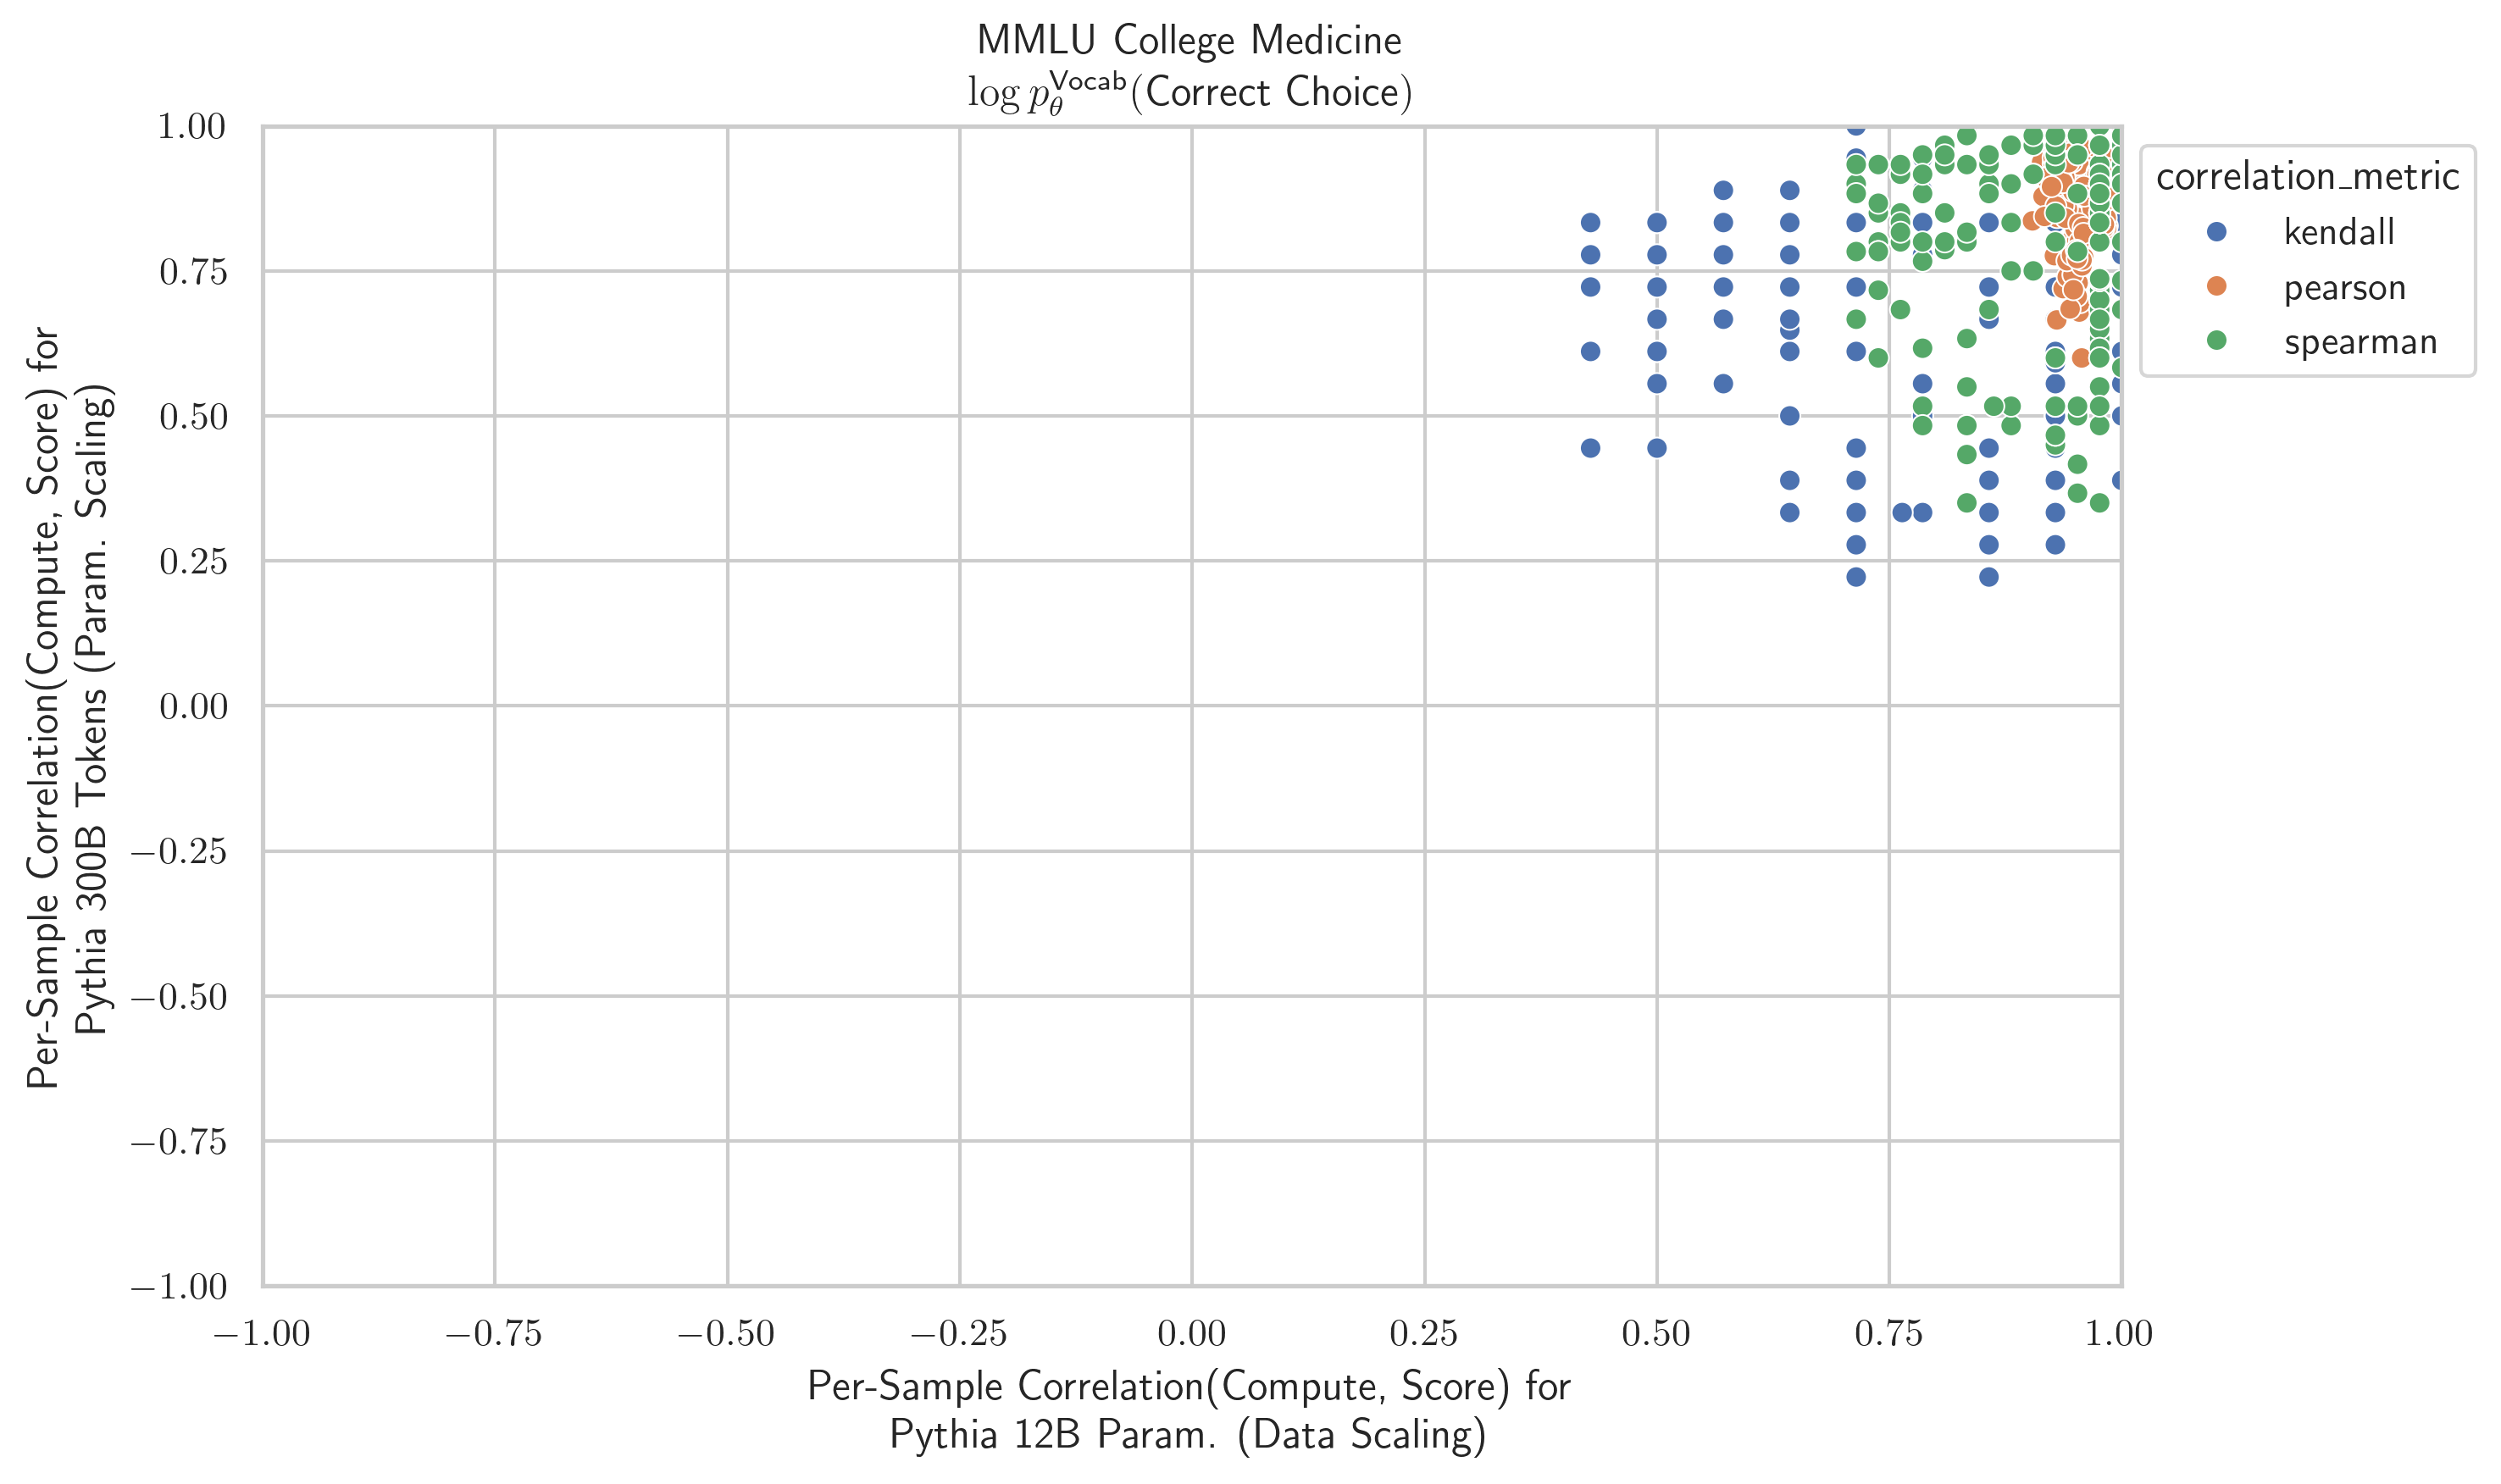 MMLU College Medicine
log p_θ^Vocab(Correct Choice)
Per-Sample Correlation(Compute, Score) for
Pythia 300B Tokens (Param. Scaling)
1.00
0.75
0.50
0.25
0.00
−0.25
−0.50
−0.75
−1.00
−1.00 −0.75 −0.50 −0.25 0.00 0.25 0.50 0.75 1.00
Per-Sample Correlation(Compute, Score) for
Pythia 12B Param. (Data Scaling)
correlation_metric
kendall
pearson
spearman